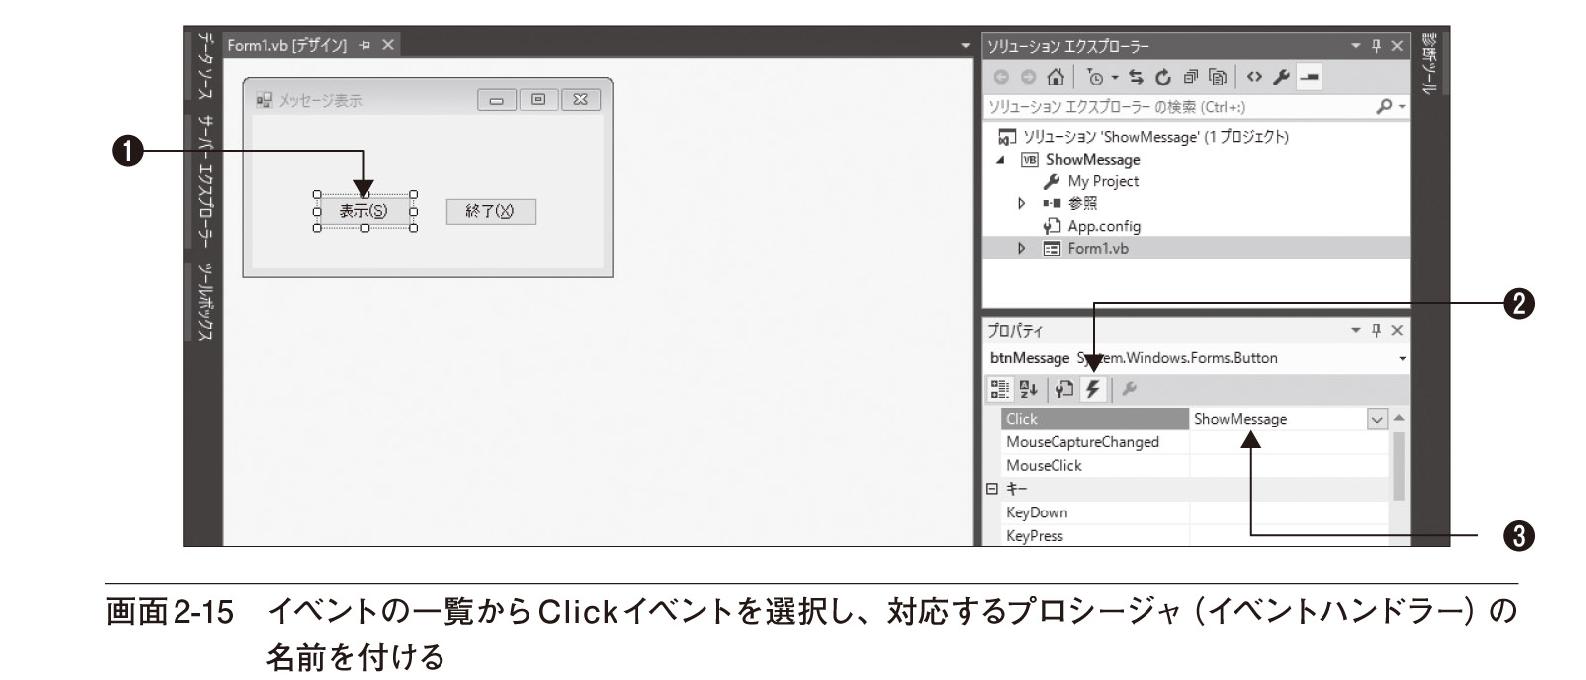 データソース
サーバーエクスプローラー
ツールボックス
Form1.vb [デザイン]
メッセージ表示
❶
表示(S)
終了(X)
ソリューション エクスプローラー
ソリューション エクスプローラー の検索 (Ctrl+:)
ソリューション 'ShowMessage' (1 プロジェクト)
VB ShowMessage
My Project
参照
App.config
Form1.vb
診断ツール
❷
プロパティ
btnMessage System.Windows.Forms.Button
Click ShowMessage
MouseCaptureChanged
MouseClick
キー
KeyDown
KeyPress
❸
画面2-15 イベントの一覧からClickイベントを選択し、対応するプロシージャ（イベントハンドラー）の
名前を付ける